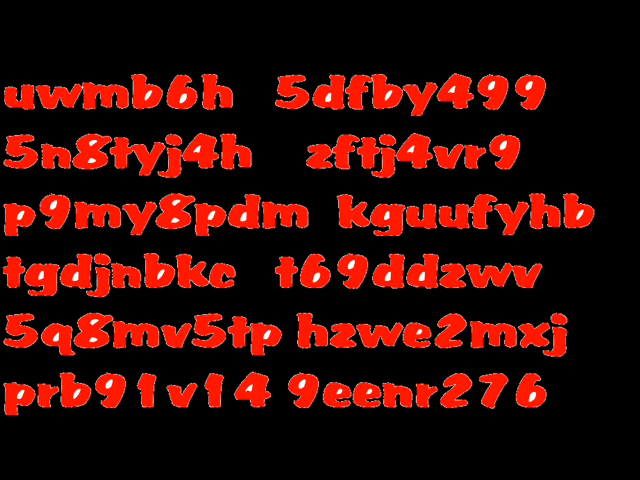 uwmb6h 5dfby499
5n8tyj4h zftj4vr9
p9my8pdm kguufyhb
tgdjnbkc t69ddzwv
5q8mv5tp hzwe2mxj
prb91v14 9eenr276